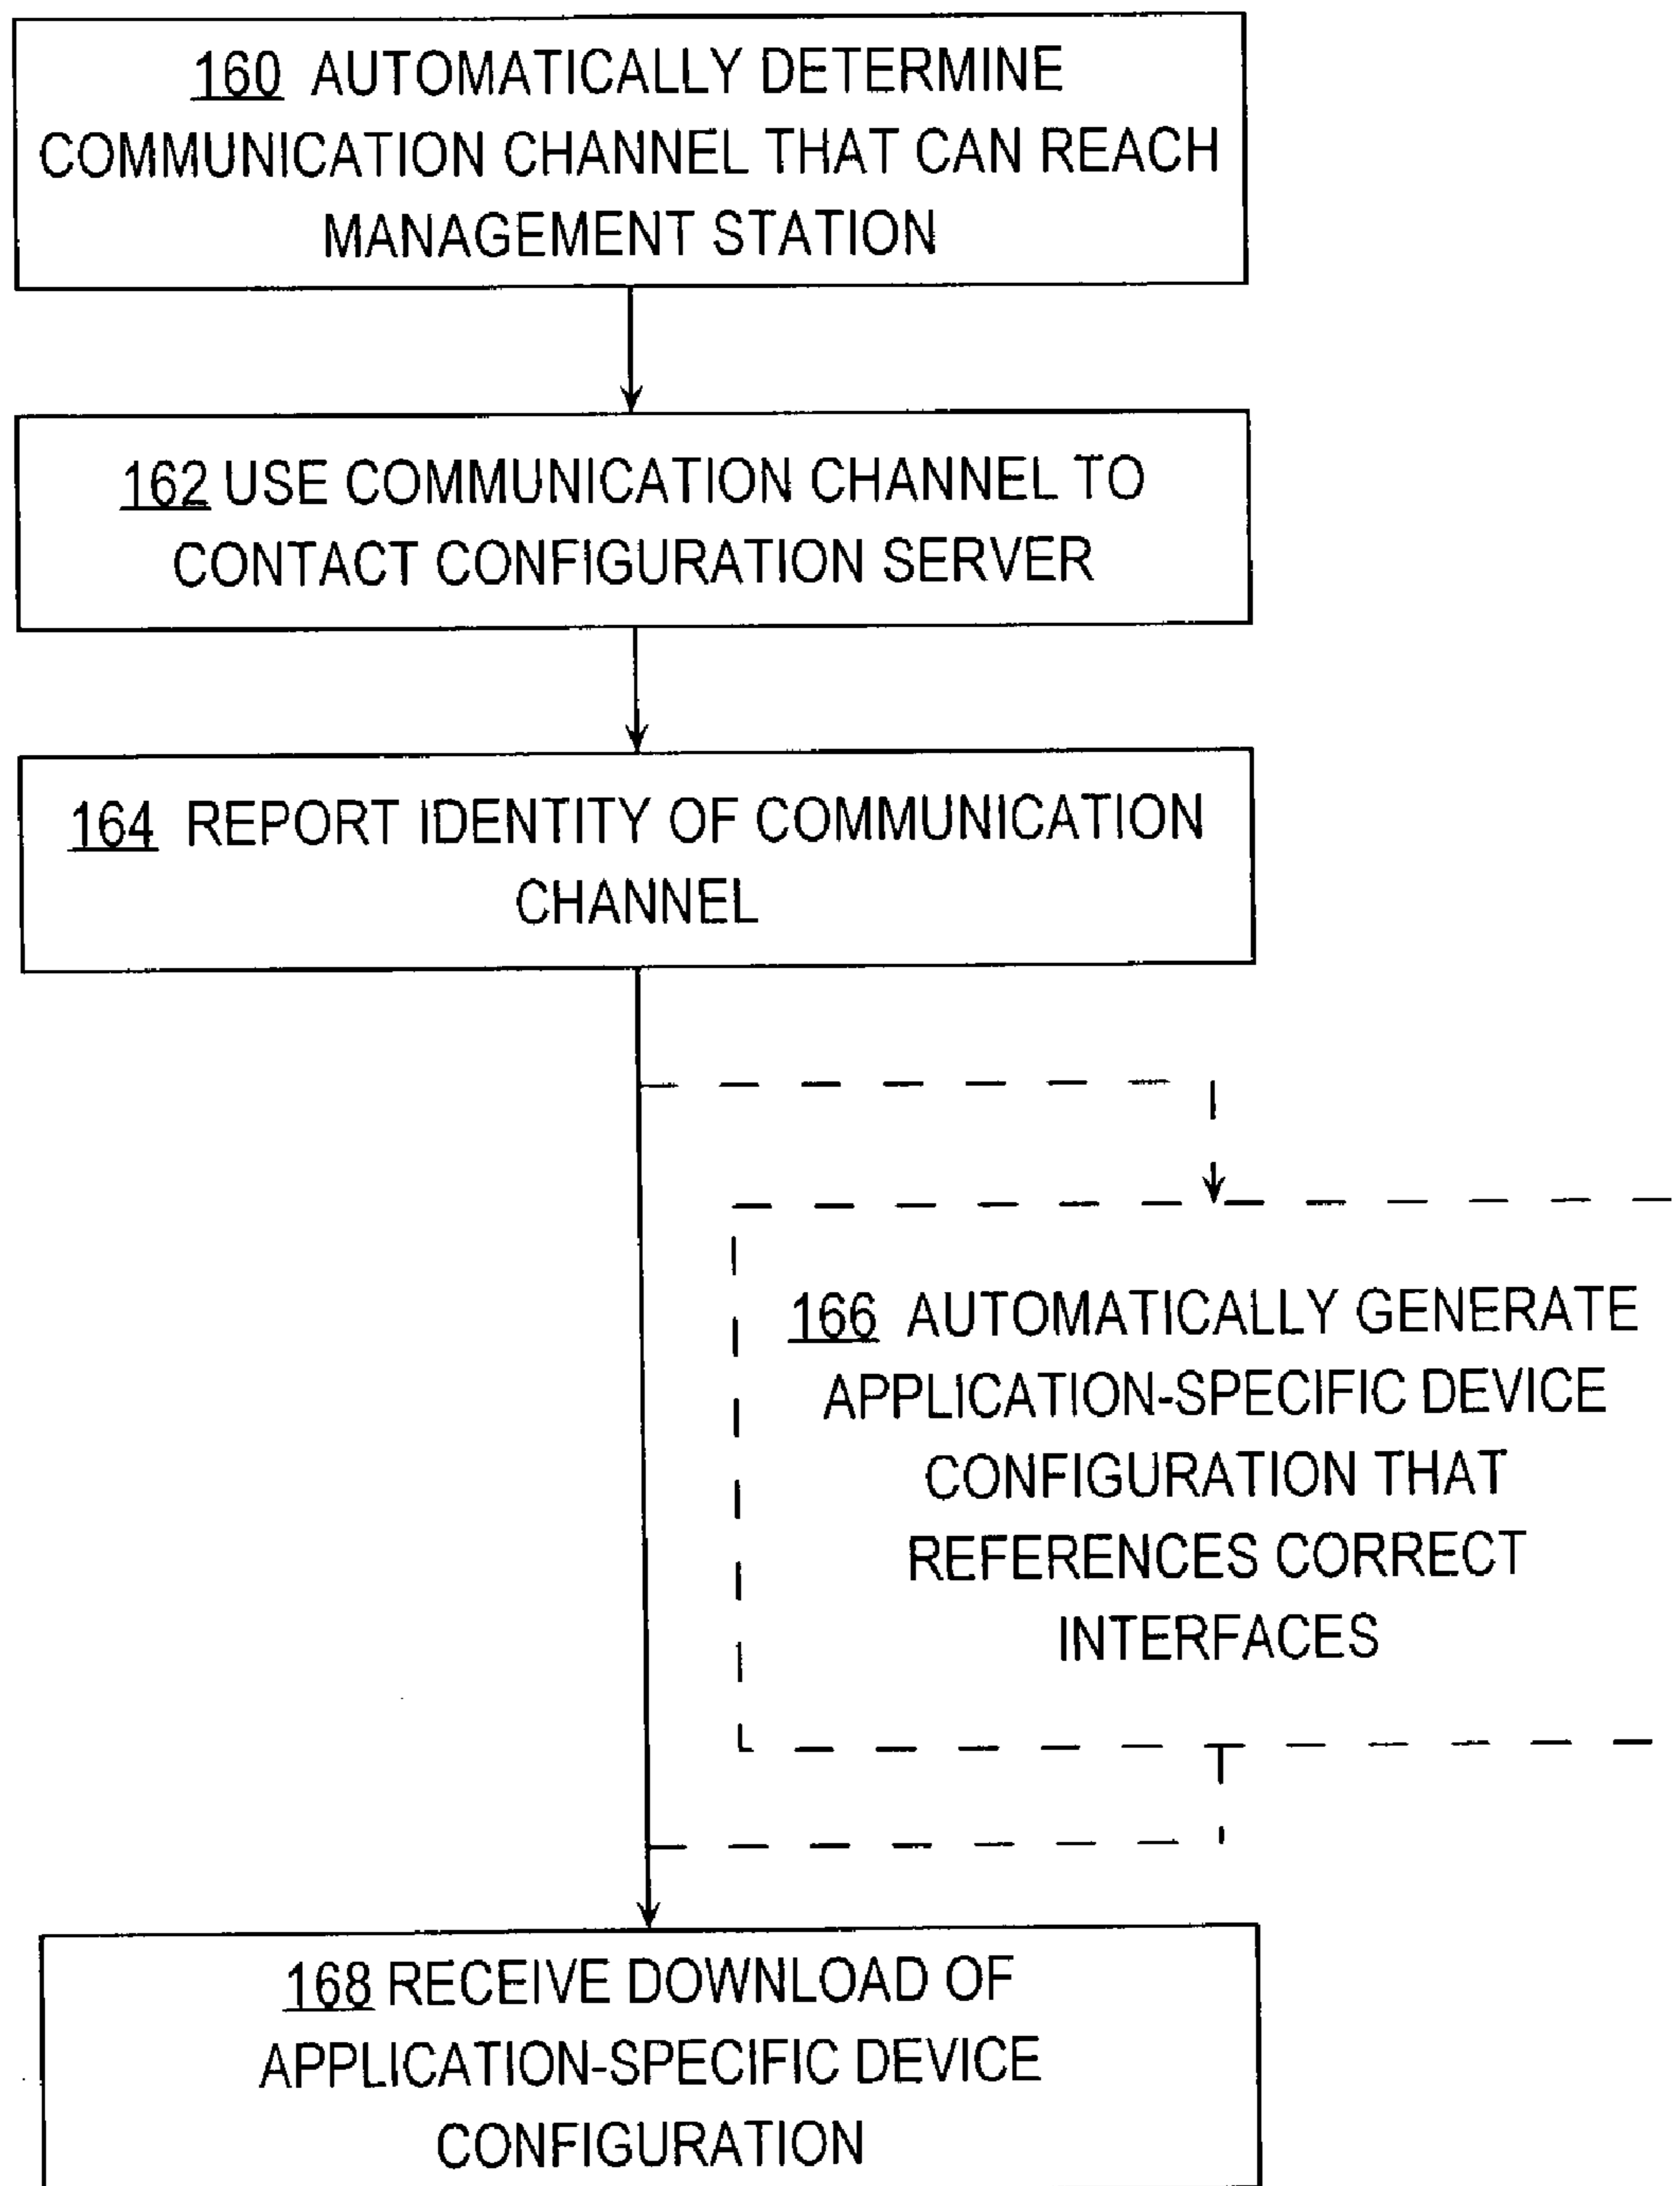 160 AUTOMATICALLY DETERMINE
COMMUNICATION CHANNEL THAT CAN REACH
MANAGEMENT STATION
162 USE COMMUNICATION CHANNEL TO
CONTACT CONFIGURATION SERVER
164 REPORT IDENTITY OF COMMUNICATION
CHANNEL
166 AUTOMATICALLY GENERATE
APPLICATION-SPECIFIC DEVICE
CONFIGURATION THAT
REFERENCES CORRECT
INTERFACES
168 RECEIVE DOWNLOAD OF
APPLICATION-SPECIFIC DEVICE
CONFIGURATION